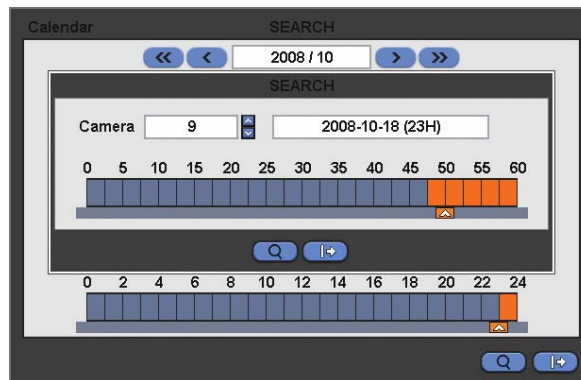 Calendar SEARCH
2008 / 10
SEARCH
Camera 9 2008-10-18 (23H)
0 5 10 15 20 25 30 35 40 45 50 55 60
0 2 4 6 8 10 12 14 16 18 20 22 24